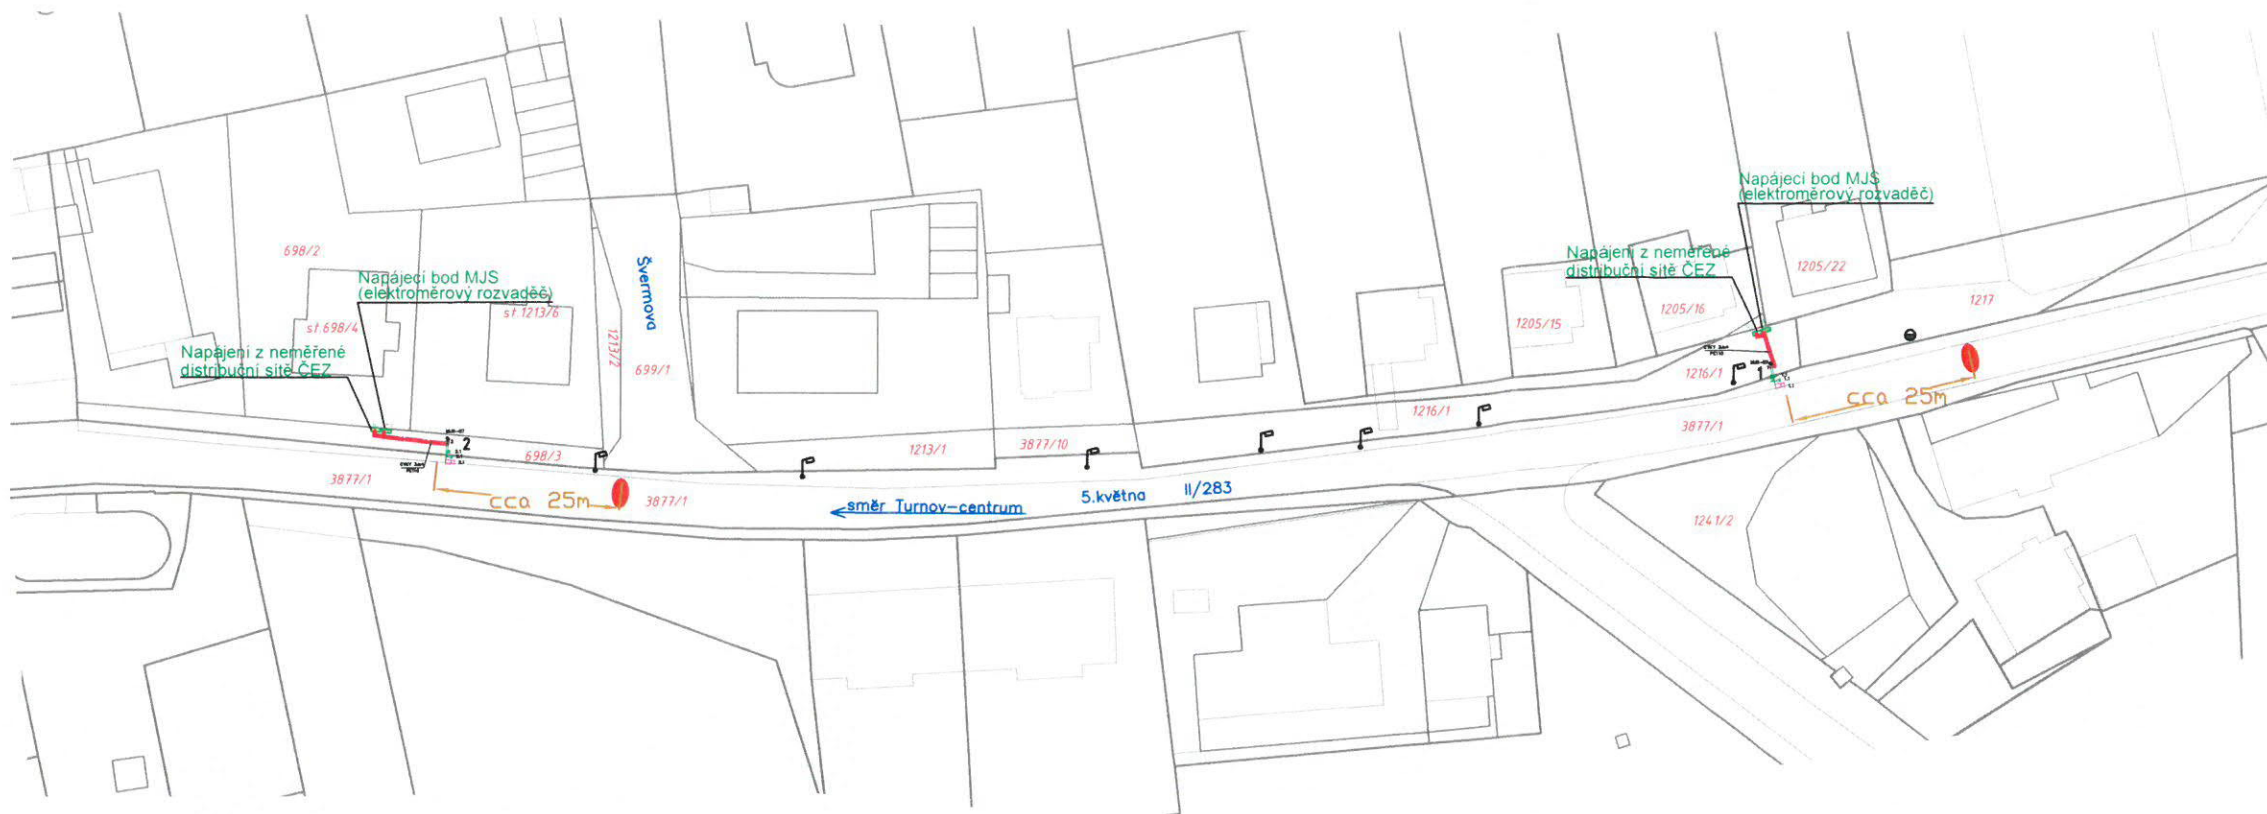 Napájecí bod MJS
(elektroměrový rozvaděč)
Napájení z neměřené
distribuční sítě ČEZ
1205/22
1217
1205/15
1205/16
698/2
Napájecí bod MJS
(elektroměrový rozvaděč)
st 698/4
st 1213/6
Napájení z neměřené
distribuční sítě ČEZ
Švermova
1213/2
699/1
1216/1
1
cca 25m
1216/1
3877/1
2
698/3
1213/1
3877/10
3877/1
cca 25m
3877/1
směr Turnov-centrum
5.května II/283
1241/2